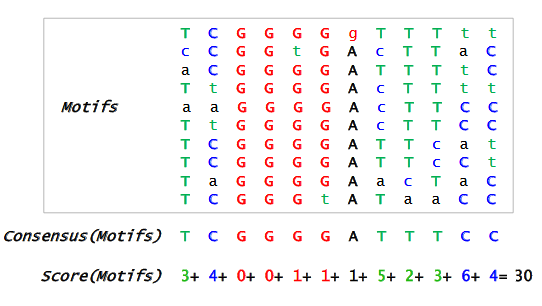 T C G G G G g T T T t t
c C G G t G A c T T a C
a C G G G G A T T T t C
T t G G G G A c T T t t
Motifs a a G G G G A c T T C C
T t G G G G A c T T C C
T C G G G G A T T c a t
T C G G G G A T T c C t
T a G G G G A a c T a C
T C G G G t A T a a C C
Consensus(Motifs) T C G G G G A T T T C C
Score(Motifs) 3+ 4+ 0+ 0+ 1+ 1+ 1+ 5+ 2+ 3+ 6+ 4= 30